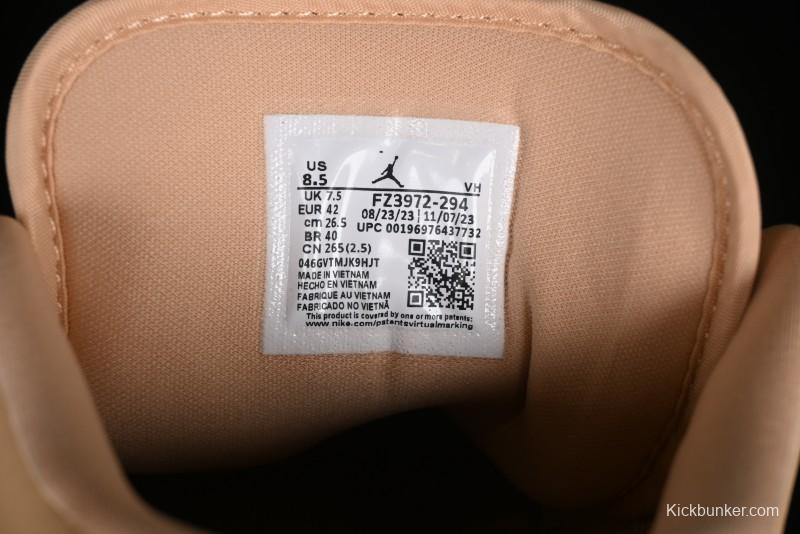 US
8.5
VH
UK 7.5
FZ3972-294
EUR 42
08/23/23 | 11/07/23
cm 26.5
UPC 00196976437732
BR 40
CN 265(2.5)
046GVTMJK9HJT
MADE IN VIETNAM
HECHO EN VIETNAM
FABRIQUE AU VIETNAM
FABRICADO NO VIETNÃ
This product is covered by one or more patents:
www.nike.com/patentsvirtualmarking
Kickbunker.com